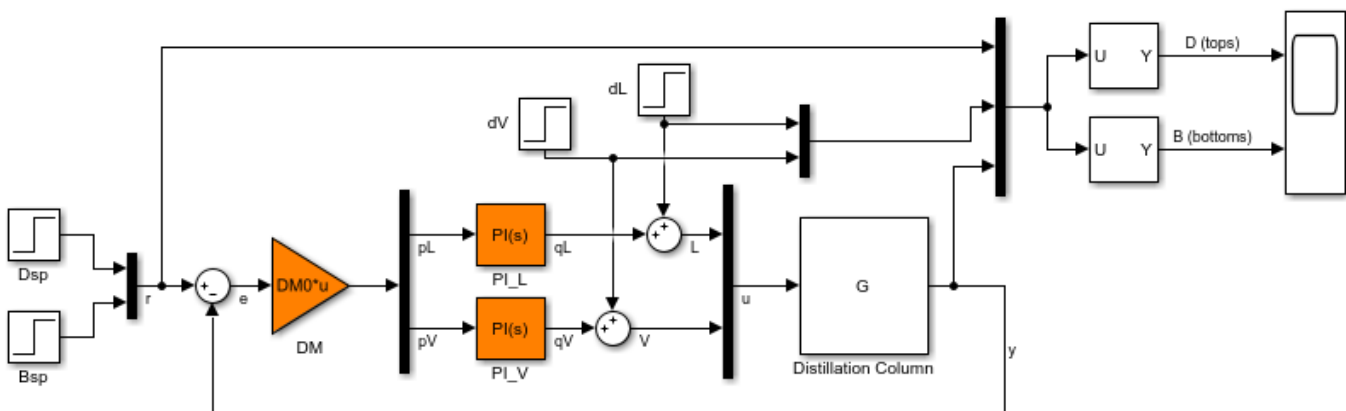 D (tops)
U Y
dL
dV
B (bottoms)
U Y
Dsp
pL
PI(s)
qL
L
PI_L
r
+
−
e
DM0*u
DM
+
+
u
G
pV
PI(s)
qV
+
+
V
PI_V
Distillation Column
y
Bsp